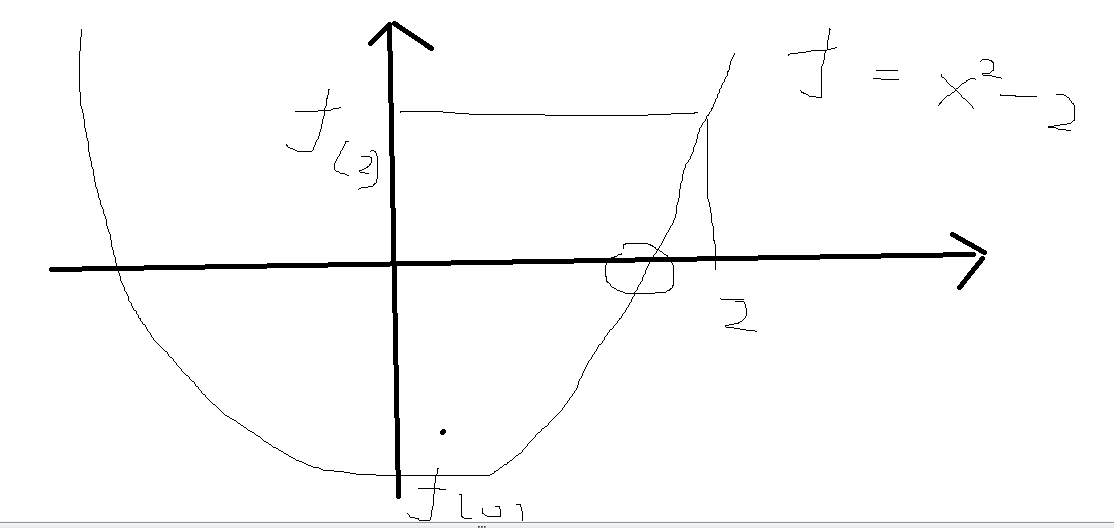 f = x² - 2
f(2)
2
f(0)